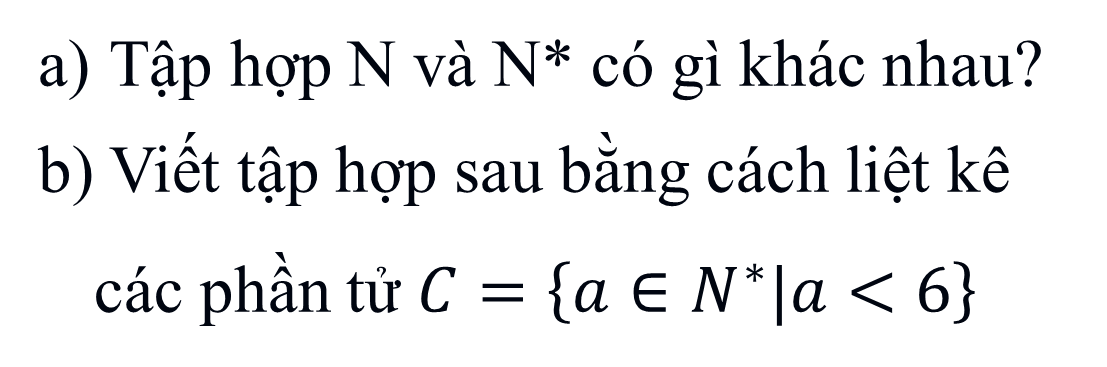 a) Tập hợp N và N* có gì khác nhau?
b) Viết tập hợp sau bằng cách liệt kê
các phần tử C = {a ∈ N*|a < 6}